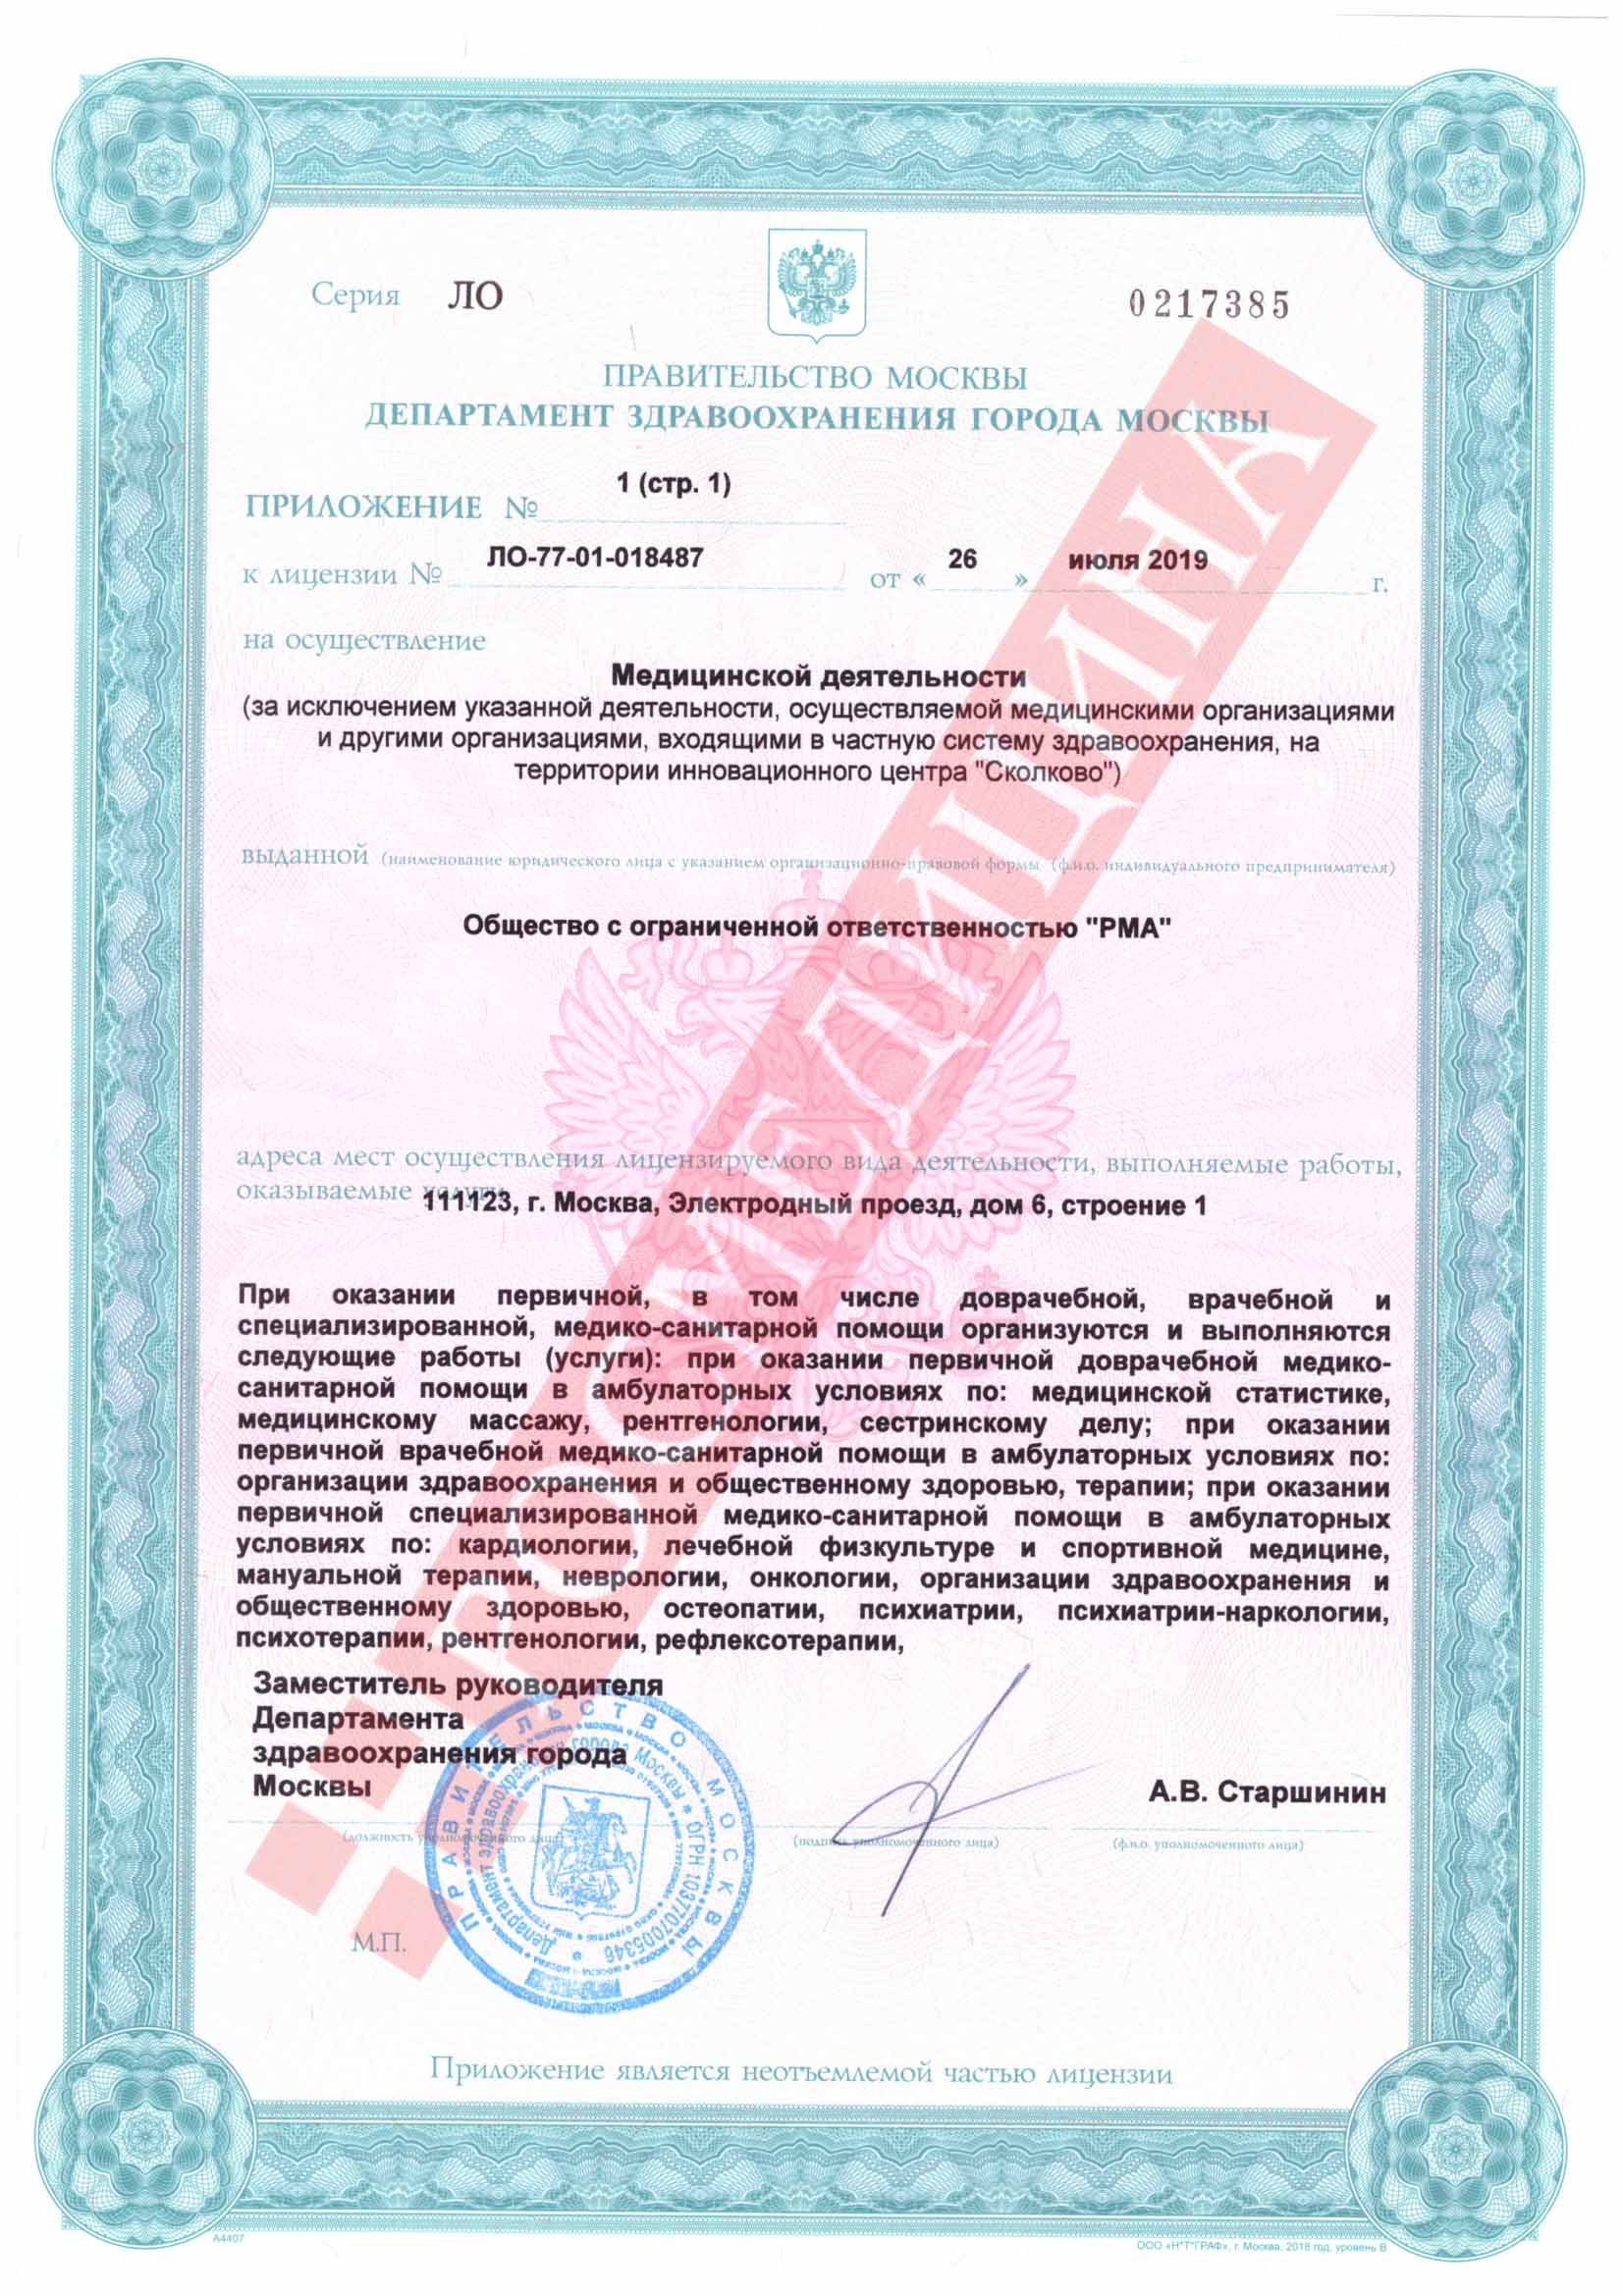 Серия ЛО
0217385
ПРАВИТЕЛЬСТВО МОСКВЫ
ДЕПАРТАМЕНТ ЗДРАВООХРАНЕНИЯ ГОРОДА МОСКВЫ
ПРИЛОЖЕНИЕ № 1 (стр. 1)
к лицензии № ЛО-77-01-018487 от « 26 » июля 2019 г.
на осуществление
Медицинской деятельности
(за исключением указанной деятельности, осуществляемой медицинскими организациями
и другими организациями, входящими в частную систему здравоохранения, на
территории инновационного центра "Сколково")
выданной (наименование юридического лица с указанием организационно-правовой формы (ф.и.о. индивидуального предпринимателя)
Общество с ограниченной ответственностью "РМА"
адреса мест осуществления лицензируемого вида деятельности, выполняемые работы,
оказываемые услуги
111123, г. Москва, Электродный проезд, дом 6, строение 1
При оказании первичной, в том числе доврачебной, врачебной и
специализированной, медико-санитарной помощи организуются и выполняются
следующие работы (услуги): при оказании первичной доврачебной медико-
санитарной помощи в амбулаторных условиях по: медицинской статистике,
медицинскому массажу, рентгенологии, сестринскому делу; при оказании
первичной врачебной медико-санитарной помощи в амбулаторных условиях по:
организации здравоохранения и общественному здоровью, терапии; при оказании
первичной специализированной медико-санитарной помощи в амбулаторных
условиях по: кардиологии, лечебной физкультуре и спортивной медицине,
мануальной терапии, неврологии, онкологии, организации здравоохранения и
общественному здоровью, остеопатии, психиатрии, психиатрии-наркологии,
психотерапии, рентгенологии, рефлексотерапии,
Заместитель руководителя
Департамента
здравоохранения города
Москвы
А.В. Старшинин
(должность уполномоченного лица)
(подпись уполномоченного лица)
(ф.и.о. уполномоченного лица)
М.П.
ПРАВИТЕЛЬСТВО МОСКВЫ
Департамент здравоохранения города Москвы * ОГРН 1037707005346
Приложение является неотъемлемой частью лицензии
А4407
ООО «Н*Т*ГРАФ», г. Москва, 2018 год, уровень В
МЕДИЦИНА